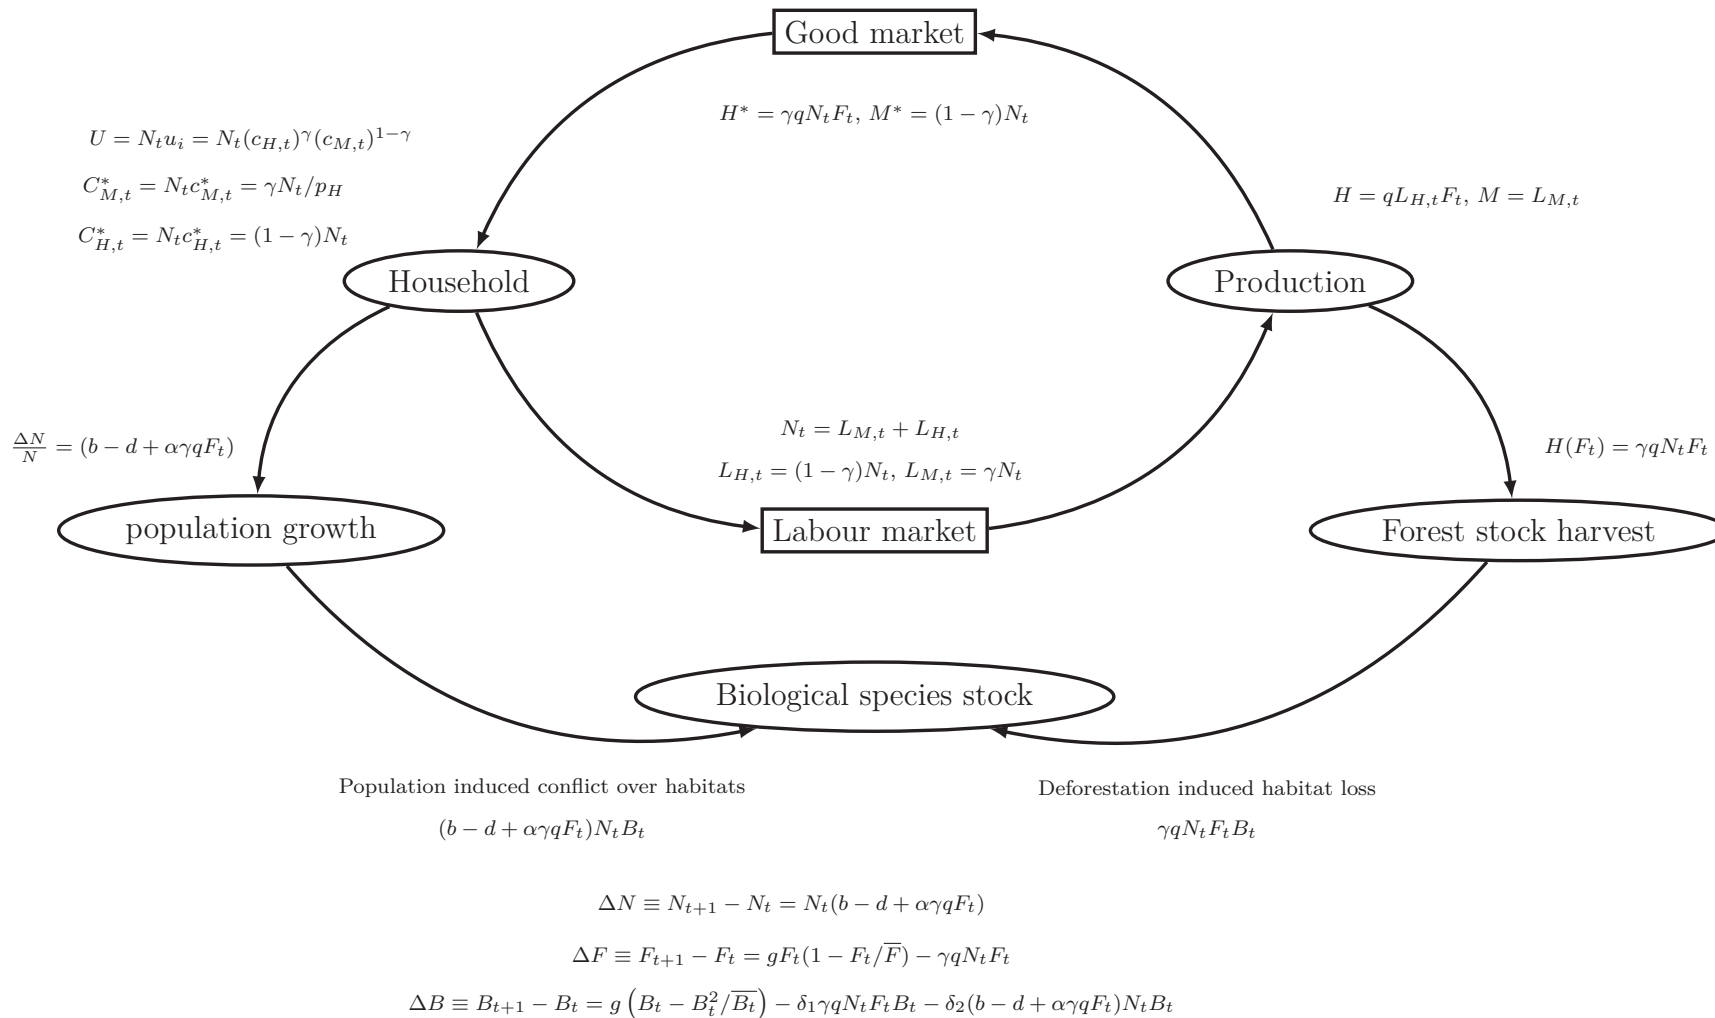 Good market
H* = γqN_tF_t, M* = (1 − γ)N_t
U = N_tu_i = N_t(c_{H,t})^γ(c_{M,t})^{1−γ}
C*_{M,t} = N_tc*_{M,t} = γN_t/p_H
C*_{H,t} = N_tc*_{H,t} = (1 − γ)N_t
H = qL_{H,t}F_t, M = L_{M,t}
Household
Production
ΔN/N = (b − d + αγqF_t)
N_t = L_{M,t} + L_{H,t}
L_{H,t} = (1 − γ)N_t, L_{M,t} = γN_t
H(F_t) = γqN_tF_t
population growth
Labour market
Forest stock harvest
Biological species stock
Population induced conflict over habitats
(b − d + αγqF_t)N_tB_t
Deforestation induced habitat loss
γqN_tF_tB_t
ΔN ≡ N_{t+1} − N_t = N_t(b − d + αγqF_t)
ΔF ≡ F_{t+1} − F_t = gF_t(1 − F_t/F̅) − γqN_tF_t
ΔB ≡ B_{t+1} − B_t = g(B_t − B_t^2/\overline{B_t}) − δ_1γqN_tF_tB_t − δ_2(b − d + αγqF_t)N_tB_t